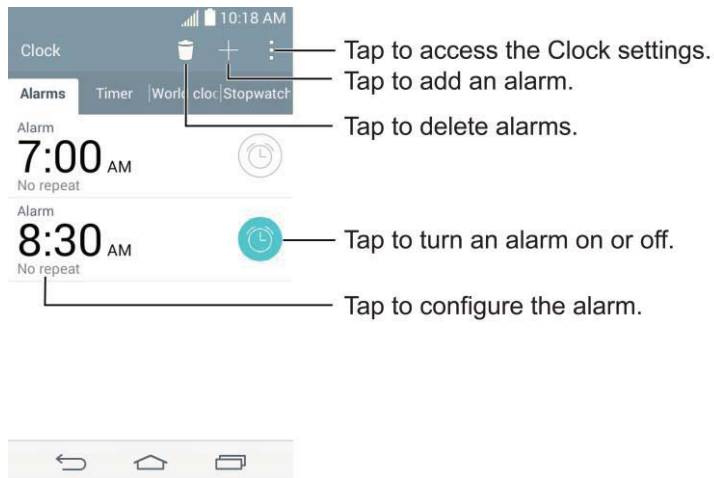 10:18 AM
Clock
Tap to access the Clock settings.
Tap to add an alarm.
Alarms Timer World cloc Stopwatch
Tap to delete alarms.
Alarm
7:00 AM
No repeat
Alarm
8:30 AM
Tap to turn an alarm on or off.
No repeat
Tap to configure the alarm.